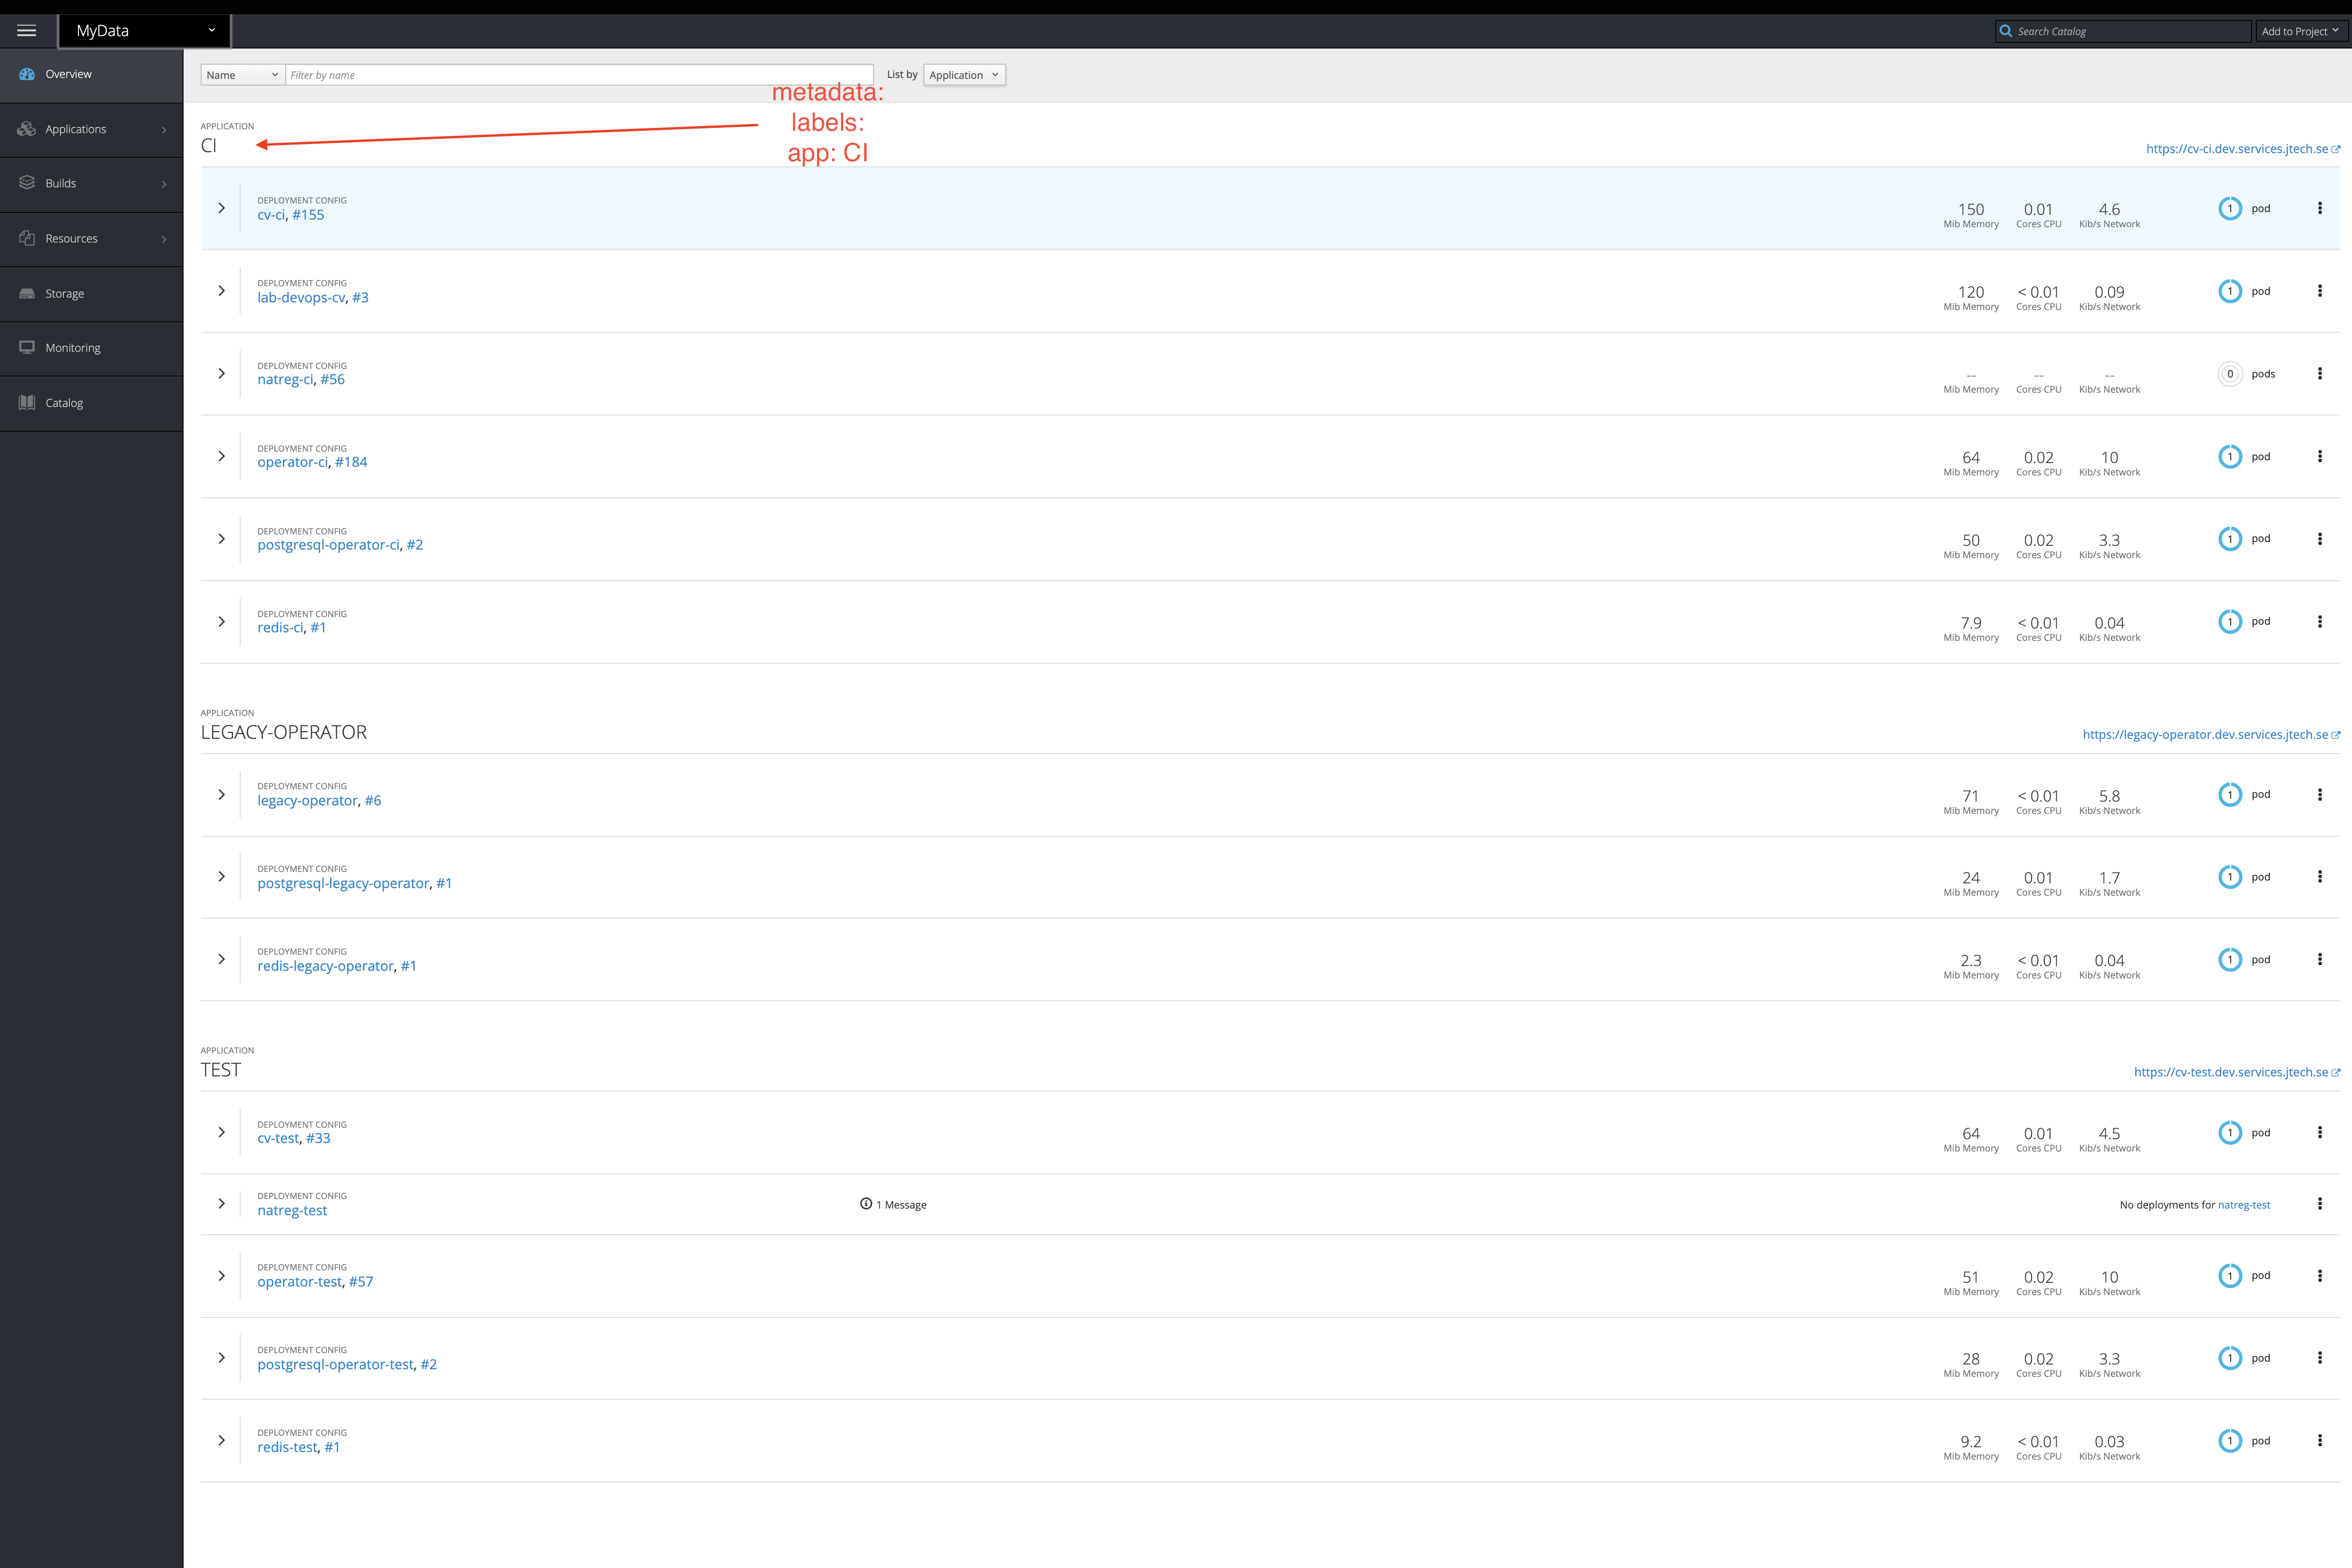 MyData
Search Catalog
Add to Project
Overview
Applications
Builds
Resources
Storage
Monitoring
Catalog
Name
Filter by name
List by
Application
metadata:
labels:
app: CI
APPLICATION
CI
https://cv-ci.dev.services.jtech.se
DEPLOYMENT CONFIG
cv-ci, #155
150 Mib Memory
0.01 Cores CPU
4.6 Kib/s Network
1 pod
DEPLOYMENT CONFIG
lab-devops-cv, #3
120 Mib Memory
< 0.01 Cores CPU
0.09 Kib/s Network
1 pod
DEPLOYMENT CONFIG
natreg-ci, #56
-- Mib Memory
-- Cores CPU
-- Kib/s Network
0 pods
DEPLOYMENT CONFIG
operator-ci, #184
64 Mib Memory
0.02 Cores CPU
10 Kib/s Network
1 pod
DEPLOYMENT CONFIG
postgresql-operator-ci, #2
50 Mib Memory
0.02 Cores CPU
3.3 Kib/s Network
1 pod
DEPLOYMENT CONFIG
redis-ci, #1
7.9 Mib Memory
< 0.01 Cores CPU
0.04 Kib/s Network
1 pod
APPLICATION
LEGACY-OPERATOR
https://legacy-operator.dev.services.jtech.se
DEPLOYMENT CONFIG
legacy-operator, #6
71 Mib Memory
< 0.01 Cores CPU
5.8 Kib/s Network
1 pod
DEPLOYMENT CONFIG
postgresql-legacy-operator, #1
24 Mib Memory
0.01 Cores CPU
1.7 Kib/s Network
1 pod
DEPLOYMENT CONFIG
redis-legacy-operator, #1
2.3 Mib Memory
< 0.01 Cores CPU
0.04 Kib/s Network
1 pod
APPLICATION
TEST
https://cv-test.dev.services.jtech.se
DEPLOYMENT CONFIG
cv-test, #33
64 Mib Memory
0.01 Cores CPU
4.5 Kib/s Network
1 pod
DEPLOYMENT CONFIG
natreg-test
1 Message
No deployments for natreg-test
DEPLOYMENT CONFIG
operator-test, #57
51 Mib Memory
0.02 Cores CPU
10 Kib/s Network
1 pod
DEPLOYMENT CONFIG
postgresql-operator-test, #2
28 Mib Memory
0.02 Cores CPU
3.3 Kib/s Network
1 pod
DEPLOYMENT CONFIG
redis-test, #1
9.2 Mib Memory
< 0.01 Cores CPU
0.03 Kib/s Network
1 pod